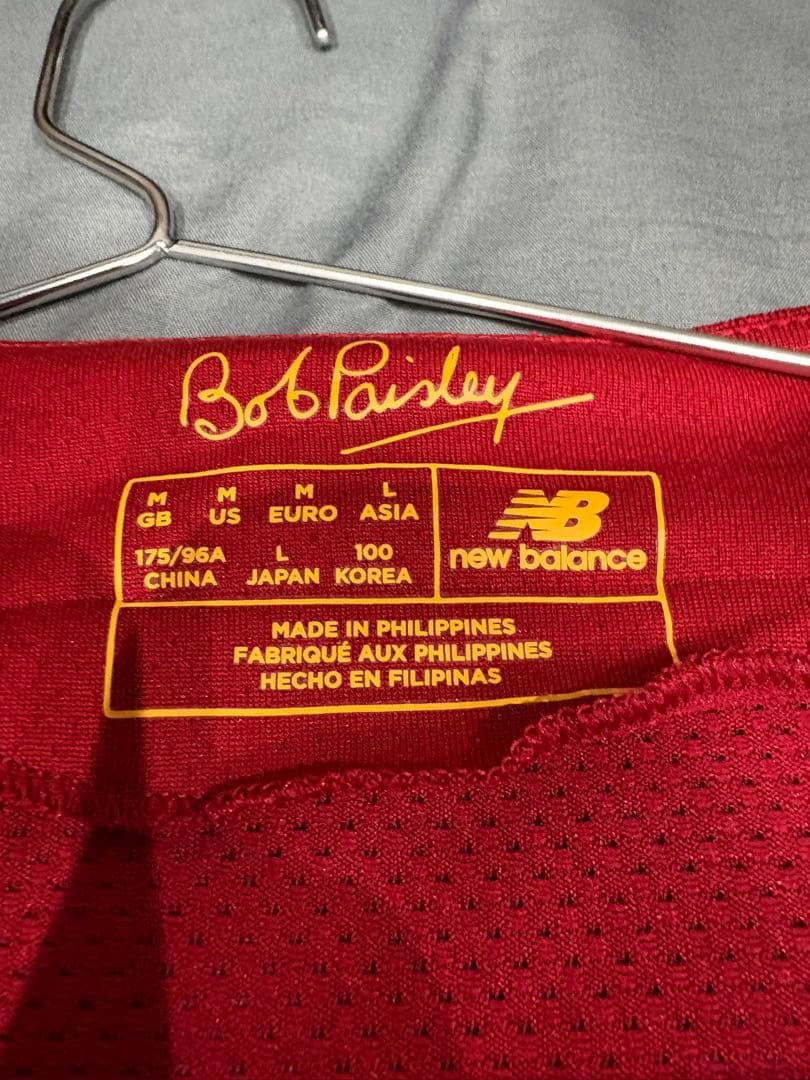 Bob Paisley
M M M L
GB US EURO ASIA
175/96A L 100
CHINA JAPAN KOREA
NB
new balance
MADE IN PHILIPPINES
FABRIQUÉ AUX PHILIPPINES
HECHO EN FILIPINAS